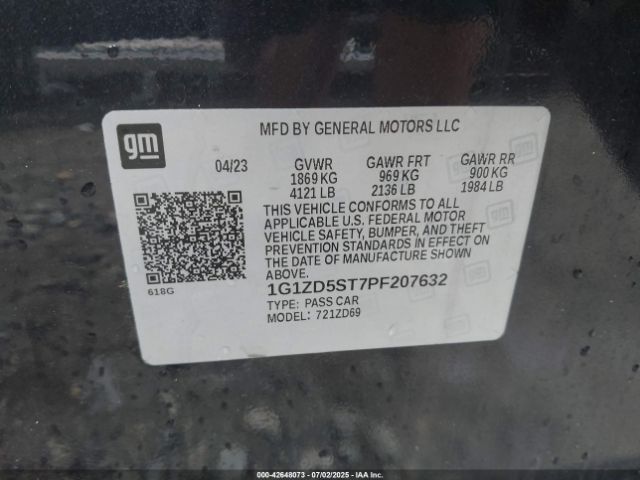 gm
MFD BY GENERAL MOTORS LLC
04/23 GVWR GAWR FRT GAWR RR
1869 KG 969 KG 900 KG
4121 LB 2136 LB 1984 LB
THIS VEHICLE CONFORMS TO ALL
APPLICABLE U.S. FEDERAL MOTOR
VEHICLE SAFETY, BUMPER, AND THEFT
PREVENTION STANDARDS IN EFFECT ON
THE DATE OF MANUFACTURE SHOWN
ABOVE.
618G
1G1ZD5ST7PF207632
TYPE: PASS CAR
MODEL: 721ZD69
000-42648073 - 07/02/2025 - IAAI.COM